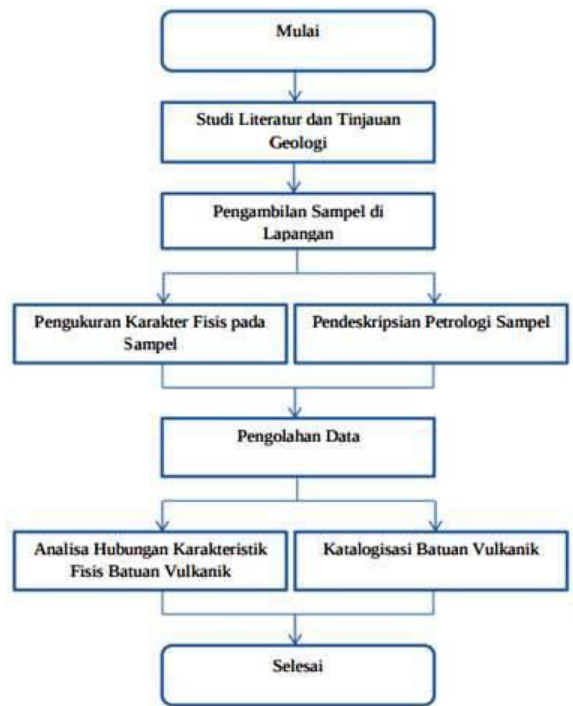 Mulai
Studi Literatur dan Tinjauan
Geologi
Pengambilan Sampel di
Lapangan
Pengukuran Karakter Fisis pada
Sampel
Pendeskripsian Petrologi Sampel
Pengolahan Data
Analisa Hubungan Karakteristik
Fisis Batuan Vulkanik
Katalogisasi Batuan Vulkanik
Selesai